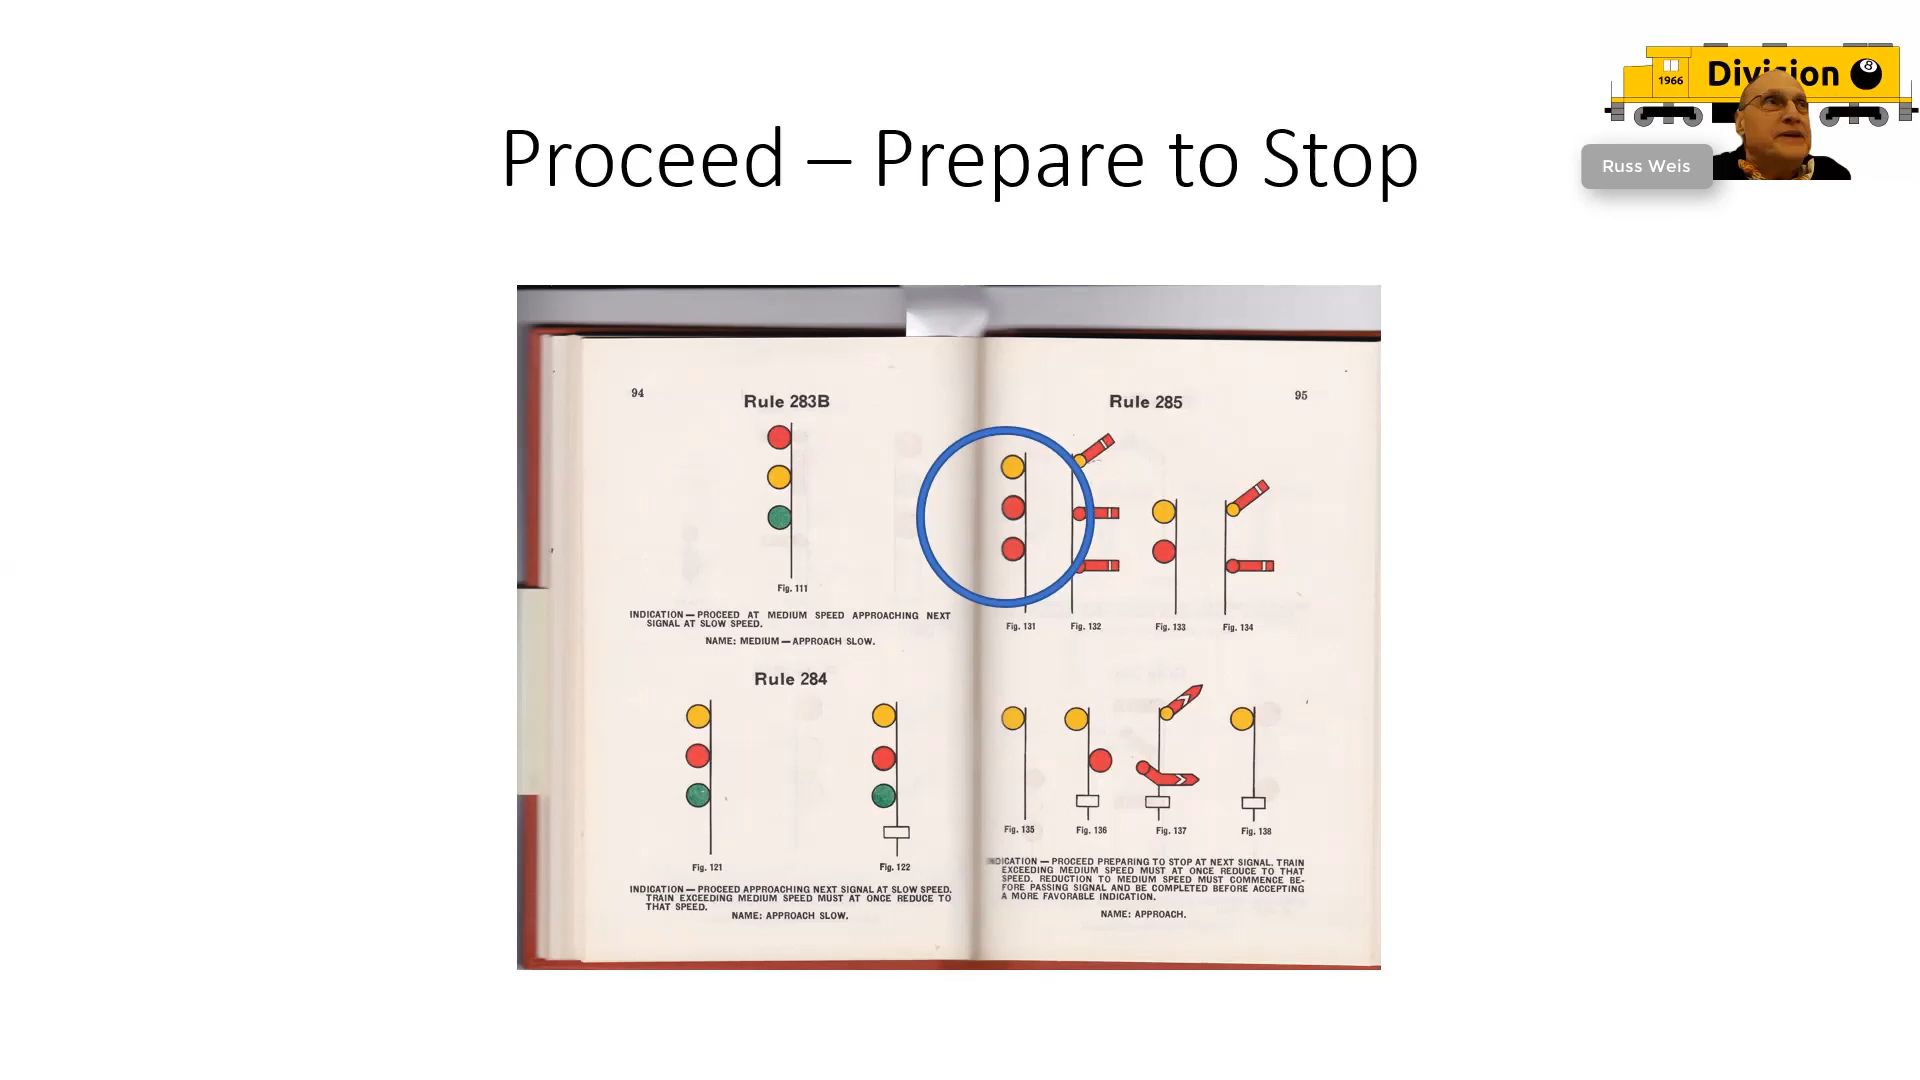 1966
Division
8
Russ Weis
Proceed – Prepare to Stop
94
Rule 283B
Fig. 111
INDICATION — PROCEED AT MEDIUM SPEED APPROACHING NEXT
SIGNAL AT SLOW SPEED.
NAME: MEDIUM — APPROACH SLOW.
Rule 284
Fig. 121
Fig. 122
INDICATION — PROCEED APPROACHING NEXT SIGNAL AT SLOW SPEED.
TRAIN EXCEEDING MEDIUM SPEED MUST AT ONCE REDUCE TO
THAT SPEED.
NAME: APPROACH SLOW.
95
Rule 285
Fig. 131
Fig. 132
Fig. 133
Fig. 134
Fig. 135
Fig. 136
Fig. 137
Fig. 138
INDICATION — PROCEED PREPARING TO STOP AT NEXT SIGNAL. TRAIN
EXCEEDING MEDIUM SPEED MUST AT ONCE REDUCE TO THAT
SPEED. REDUCTION TO MEDIUM SPEED MUST COMMENCE BE-
FORE PASSING SIGNAL AND BE COMPLETED BEFORE ACCEPTING
A MORE FAVORABLE INDICATION.
NAME: APPROACH.